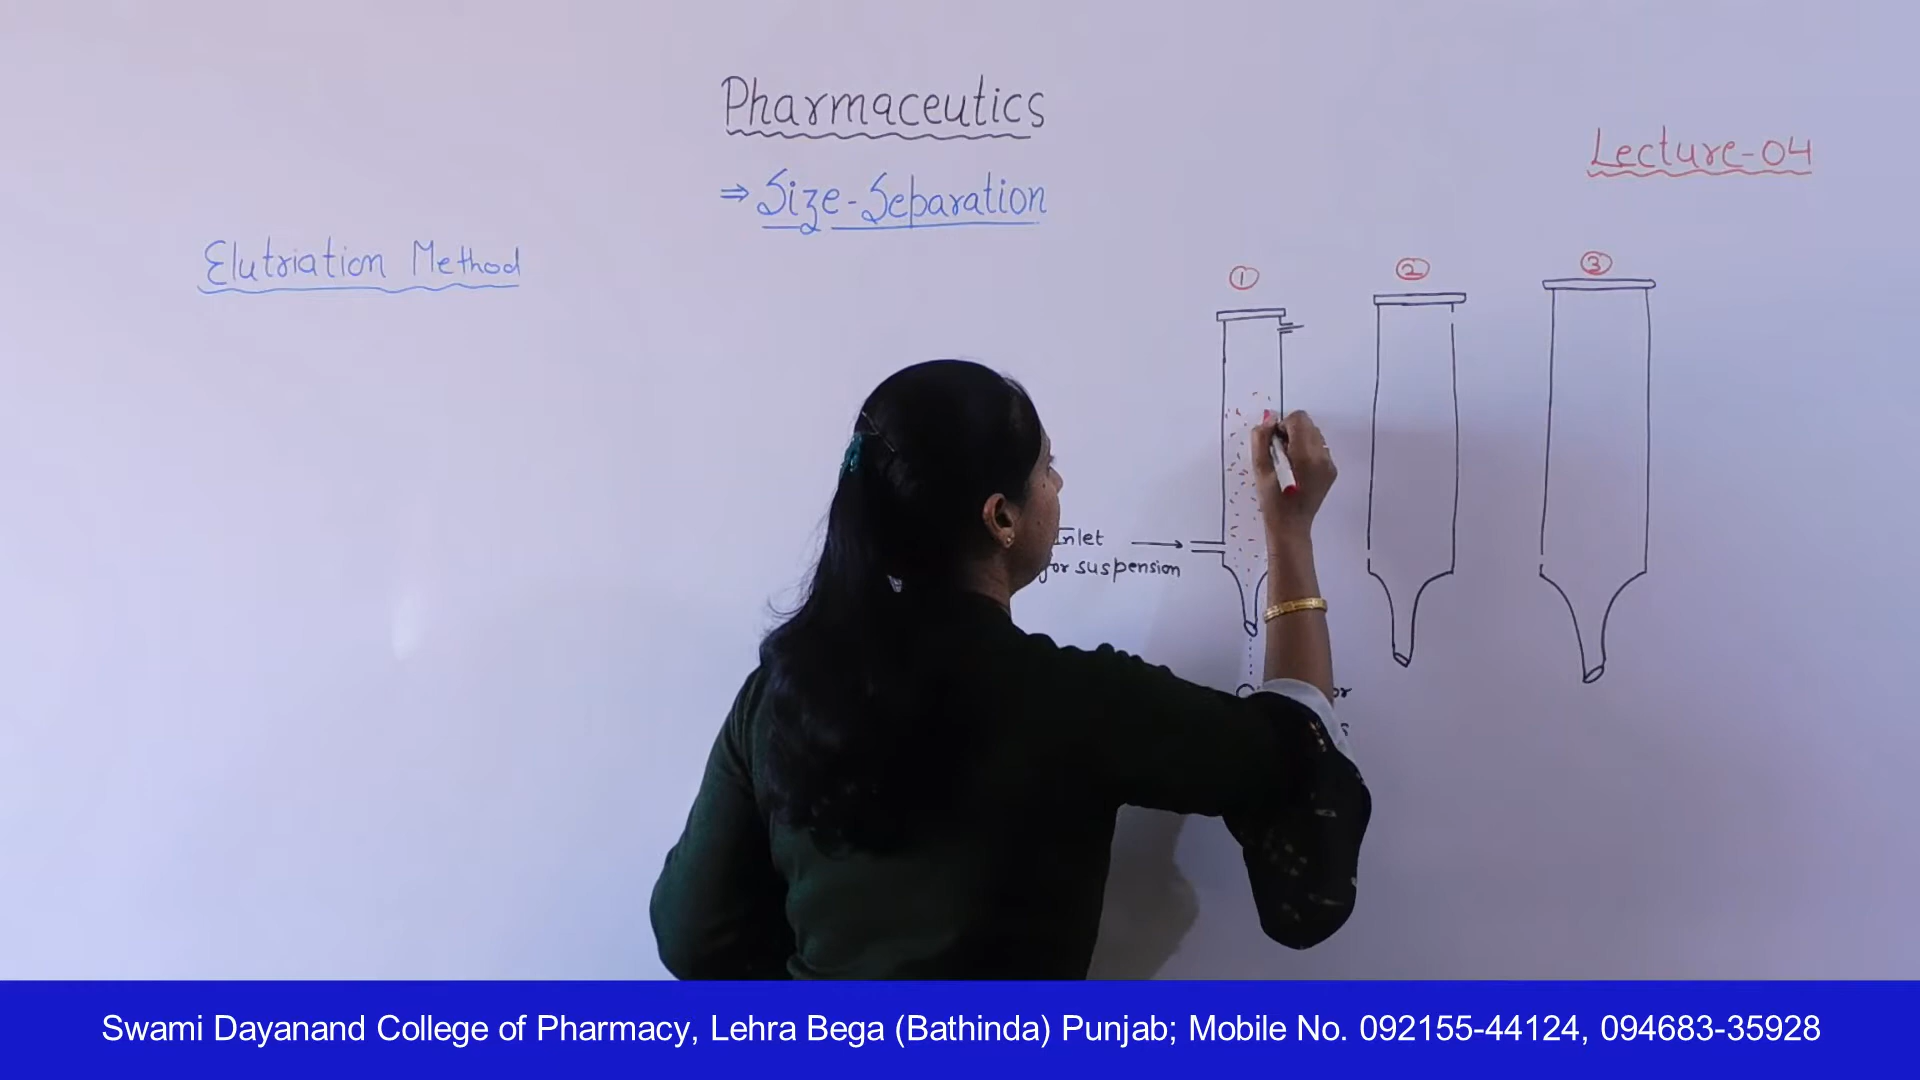 Pharmaceutics
Lecture-04
⇒ Size-Separation
Elutriation Method
① ② ③
Inlet →
for suspension
Swami Dayanand College of Pharmacy, Lehra Bega (Bathinda) Punjab; Mobile No. 092155-44124, 094683-35928